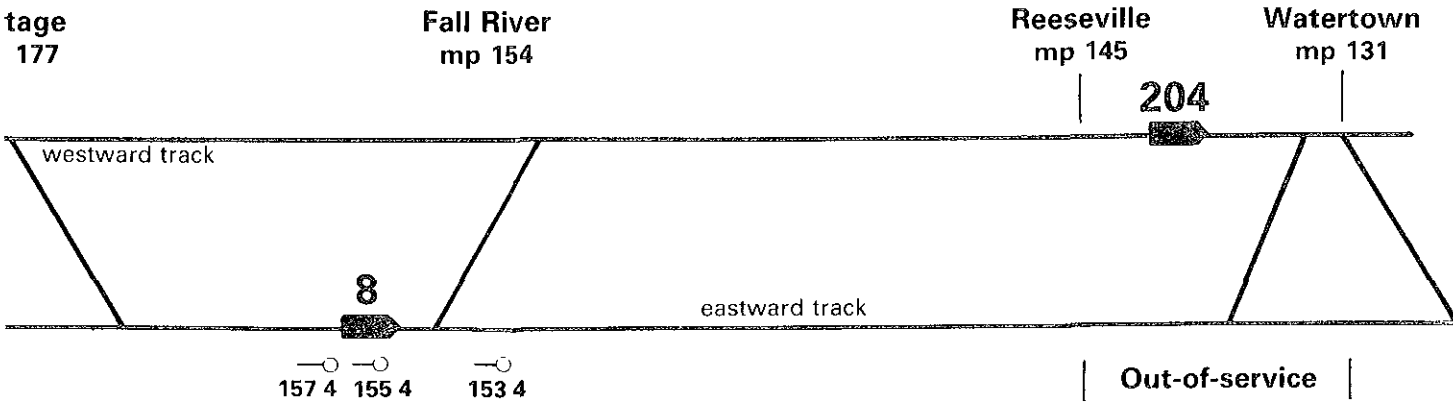 tage Fall River Reeseville Watertown
177 mp 154 mp 145 mp 131
204
westward track
8
eastward track
157 4 155 4 153 4 Out-of-service